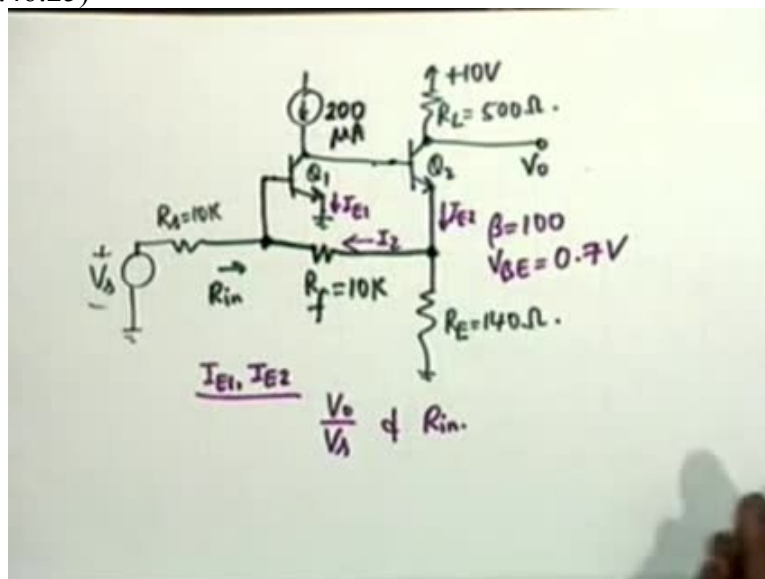 +10V
200
μA
RL = 500Ω.
Q1
Q2
Vo
↓IE1
↓IE2
β=100
VBE = 0.7V
Rs=10K
←I2
+
Vs
−
Rin
Rf=10K
RE=140Ω.
IE1, IE2
Vo
Vs
& Rin.